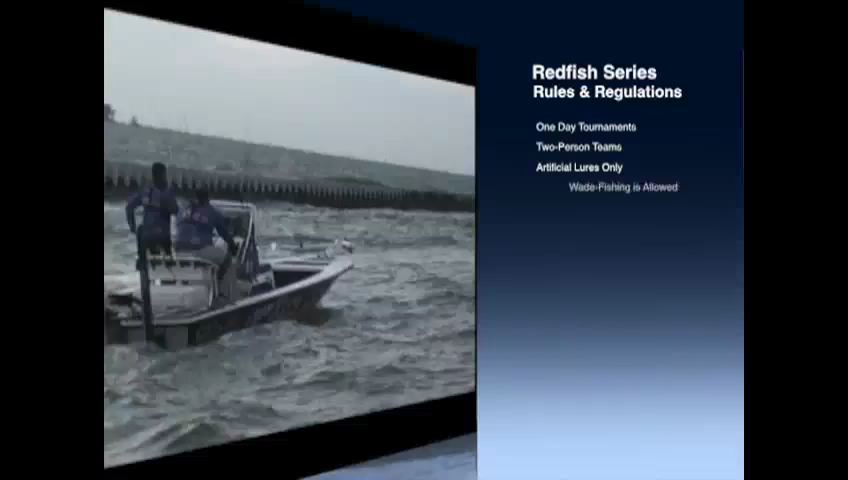 Redfish Series
Rules & Regulations
One Day Tournaments
Two-Person Teams
Artificial Lures Only
Wade-Fishing is Allowed